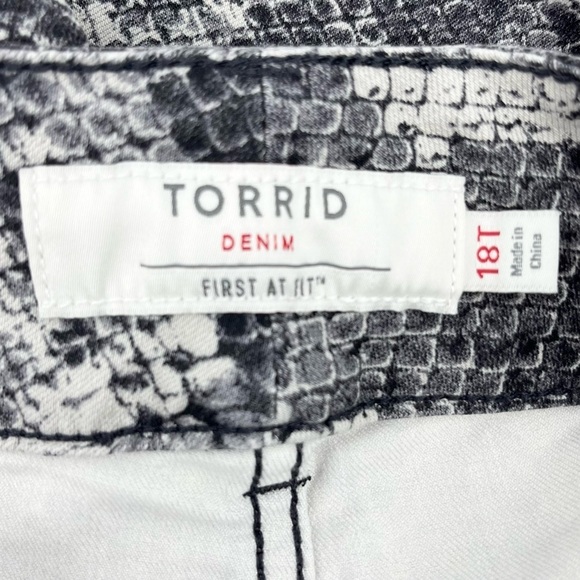 TORRID
DENIM
FIRST AT FIT™
18T
Made in
China